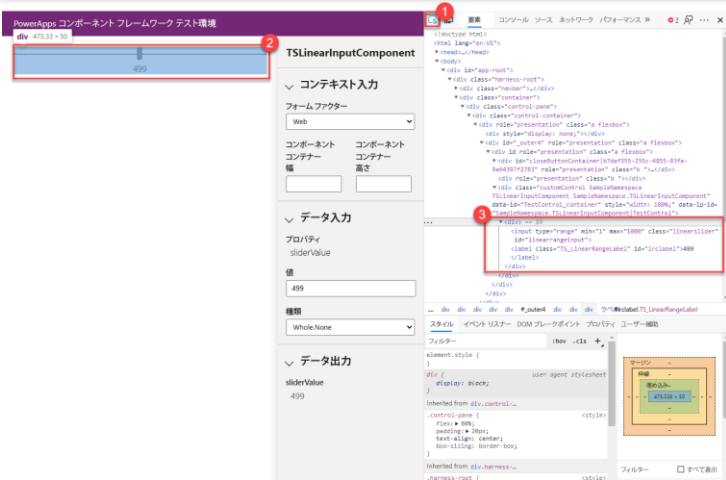 PowerApps コンポーネント フレームワーク テスト環境
div 475.33 × 50
499
TSLinearInputComponent
コンテキスト入力
フォーム ファクター
Web
コンポーネント コンテナー 幅
コンポーネント コンテナー 高さ
データ入力
プロパティ
sliderValue
値
499
種類
Whole.None
データ出力
sliderValue
499
1
2
3
要素 コンソール ソース ネットワーク パフォーマンス » 2
<!doctype html>
<html lang="en-US">
<head>…</head>
<body>
<div id="app-root">
<div class="harness-root">
<div class="navbar">…</div>
<div class="container">
<div class="control-pane">
<div class="control-container">
<div role="presentation" class="a flexbox">
<div style="display: none;"></div>
<div id="_outer4" role="presentation" class="a flexbox">
<div id role="presentation" class="a flexbox">
<div role="presentation" class="b "></div>
<div class="customControl SampleNamespace
TSLinearInputComponent SampleNamespace.TSLinearInputComponent"
data-id="TestControl_container" style="width: 100%;" data-lp-id=
"SampleNamespace.TSLinearInputComponent|TestControl">
<div> == $0
<input type="range" min="1" max="1000" class="linearslider"
id="linearrangeinput">
<label class="TS_LinearRangeLabel" id="lrclabel">499
</label>
</div>
</div>
</div>
</div>
... div div div div div #_outer4 div div div
スタイル イベント リスナー DOM ブレークポイント プロパティ ユーザー補助
フィルター :hov .cls +
element.style {
}
div { user agent stylesheet
display: block;
}
Inherited from div.control-…
.control-pane { <style>
flex: 80%;
padding: 20px;
text-align: center;
box-sizing: border-box;
}
Inherited from div.harness-…
.harness-root { <style>
マージン -
枠線 -
埋め込み-
475.333 × 50
フィルター すべて表示